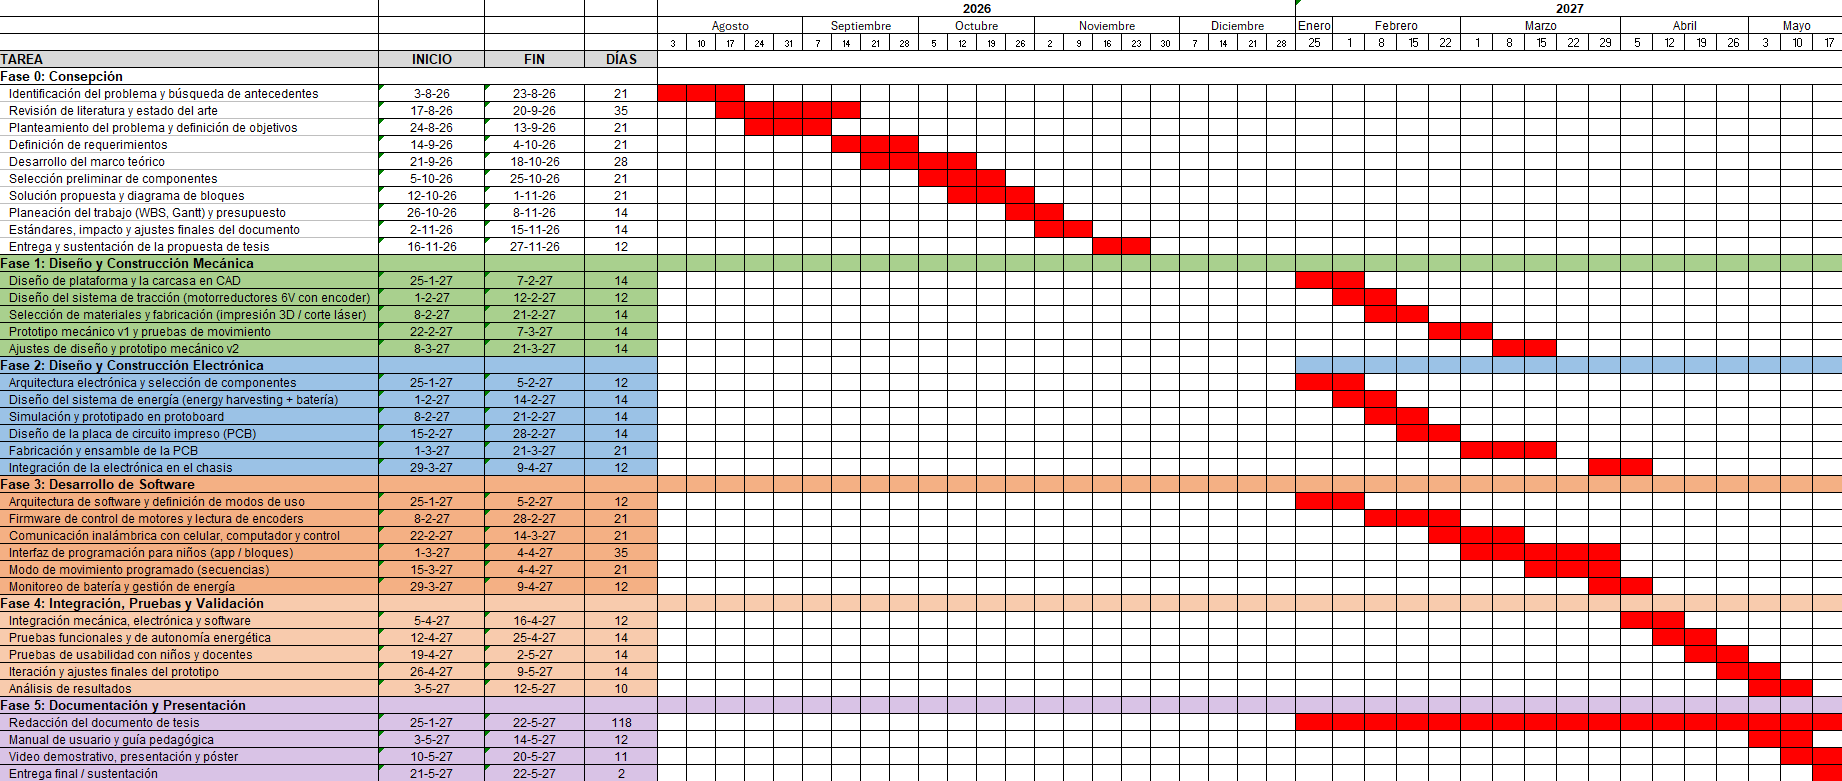 2026 2027
Agosto Septiembre Octubre Noviembre Diciembre Enero Febrero Marzo Abril Mayo
3 10 17 24 31 7 14 21 28 5 12 19 26 2 9 16 23 30 7 14 21 28 25 1 8 15 22 1 8 15 22 29 5 12 19 26 3 10 17
TAREA INICIO FIN DÍAS
Fase 0: Consepción
Identificación del problema y búsqueda de antecedentes 3-8-26 23-8-26 21
Revisión de literatura y estado del arte 17-8-26 20-9-26 35
Planteamiento del problema y definición de objetivos 24-8-26 13-9-26 21
Definición de requerimientos 14-9-26 4-10-26 21
Desarrollo del marco teórico 21-9-26 18-10-26 28
Selección preliminar de componentes 5-10-26 25-10-26 21
Solución propuesta y diagrama de bloques 12-10-26 1-11-26 21
Planeación del trabajo (WBS, Gantt) y presupuesto 26-10-26 8-11-26 14
Estándares, impacto y ajustes finales del documento 2-11-26 15-11-26 14
Entrega y sustentación de la propuesta de tesis 16-11-26 27-11-26 12
Fase 1: Diseño y Construcción Mecánica
Diseño de plataforma y la carcasa en CAD 25-1-27 7-2-27 14
Diseño del sistema de tracción (motorreductores 6V con encoder) 1-2-27 12-2-27 12
Selección de materiales y fabricación (impresión 3D / corte láser) 8-2-27 21-2-27 14
Prototipo mecánico v1 y pruebas de movimiento 22-2-27 7-3-27 14
Ajustes de diseño y prototipo mecánico v2 8-3-27 21-3-27 14
Fase 2: Diseño y Construcción Electrónica
Arquitectura electrónica y selección de componentes 25-1-27 5-2-27 12
Diseño del sistema de energía (energy harvesting + batería) 1-2-27 14-2-27 14
Simulación y prototipado en protoboard 8-2-27 21-2-27 14
Diseño de la placa de circuito impreso (PCB) 15-2-27 28-2-27 14
Fabricación y ensamble de la PCB 1-3-27 21-3-27 21
Integración de la electrónica en el chasis 29-3-27 9-4-27 12
Fase 3: Desarrollo de Software
Arquitectura de software y definición de modos de uso 25-1-27 5-2-27 12
Firmware de control de motores y lectura de encoders 8-2-27 28-2-27 21
Comunicación inalámbrica con celular, computador y control 22-2-27 14-3-27 21
Interfaz de programación para niños (app / bloques) 1-3-27 4-4-27 35
Modo de movimiento programado (secuencias) 15-3-27 4-4-27 21
Monitoreo de batería y gestión de energía 29-3-27 9-4-27 12
Fase 4: Integración, Pruebas y Validación
Integración mecánica, electrónica y software 5-4-27 16-4-27 12
Pruebas funcionales y de autonomía energética 12-4-27 25-4-27 14
Pruebas de usabilidad con niños y docentes 19-4-27 2-5-27 14
Iteración y ajustes finales del prototipo 26-4-27 9-5-27 14
Análisis de resultados 3-5-27 12-5-27 10
Fase 5: Documentación y Presentación
Redacción del documento de tesis 25-1-27 22-5-27 118
Manual de usuario y guía pedagógica 3-5-27 14-5-27 12
Video demostrativo, presentación y póster 10-5-27 20-5-27 11
Entrega final / sustentación 21-5-27 22-5-27 2